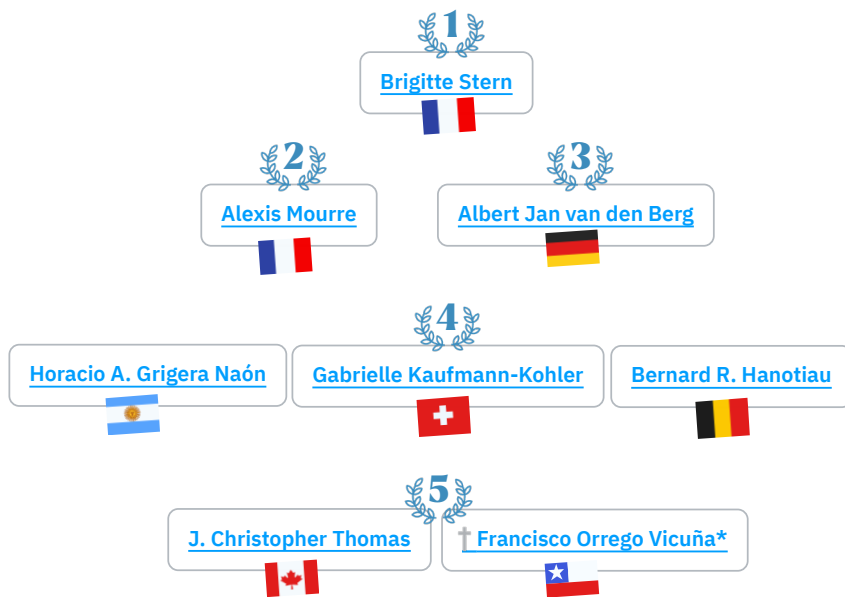 1
Brigitte Stern
2
3
Alexis Mourre
Albert Jan van den Berg
4
Horacio A. Grigera Naón
Gabrielle Kaufmann-Kohler
Bernard R. Hanotiau
5
J. Christopher Thomas
† Francisco Orrego Vicuña*